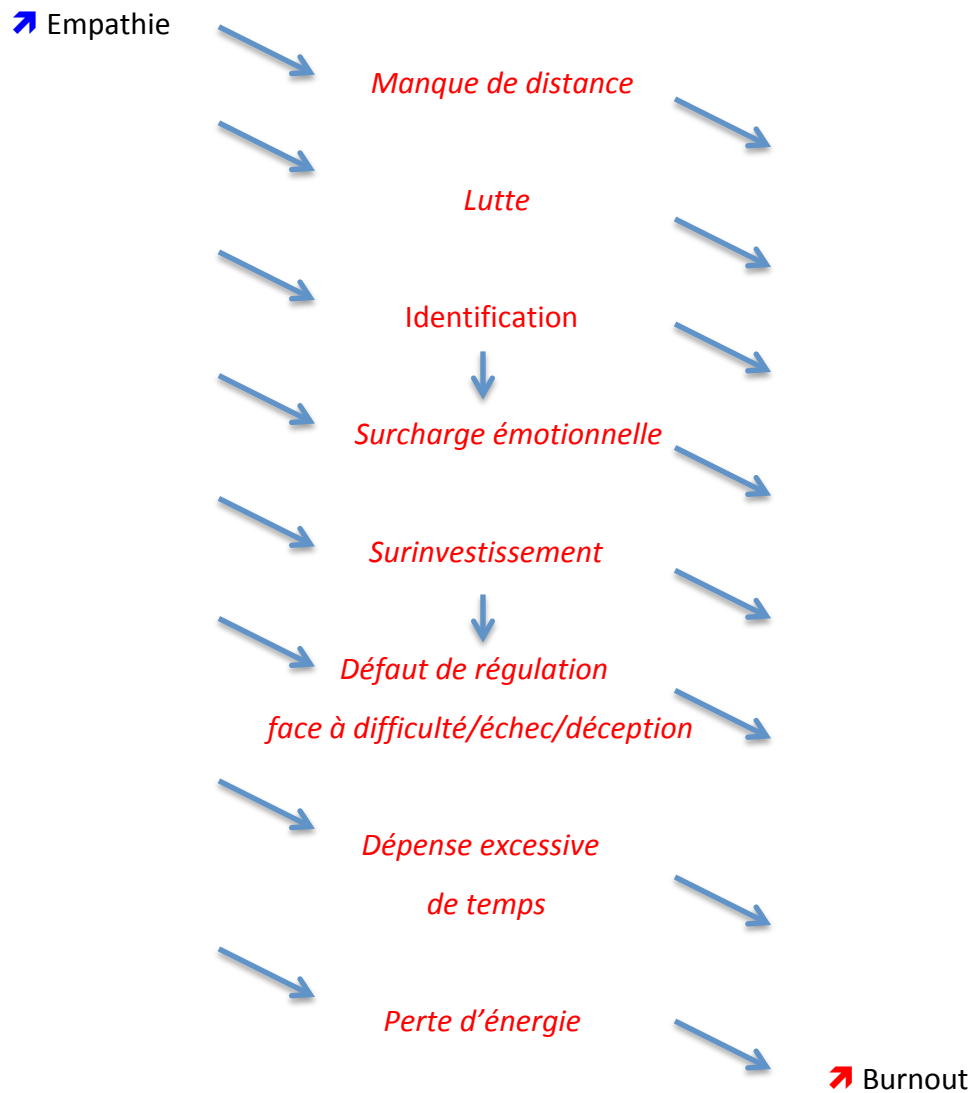 Empathie
Manque de distance
Lutte
Identification
Surcharge émotionnelle
Surinvestissement
Défaut de régulation
face à difficulté/échec/déception
Dépense excessive
de temps
Perte d’énergie
Burnout